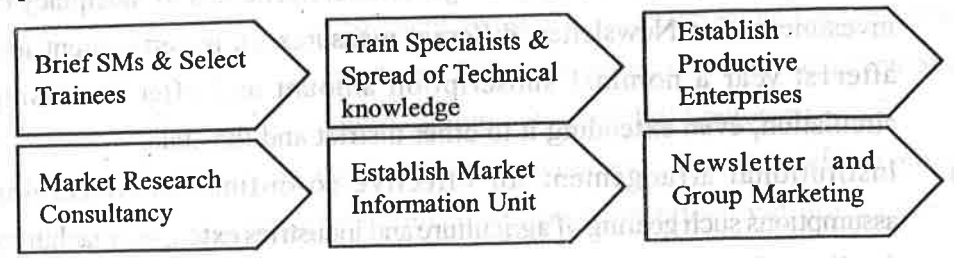 Brief SMs & Select
Trainees
Train Specialists &
Spread of Technical
knowledge
Establish
Productive
Enterprises
Market Research
Consultancy
Establish Market
Information Unit
Newsletter and
Group Marketing